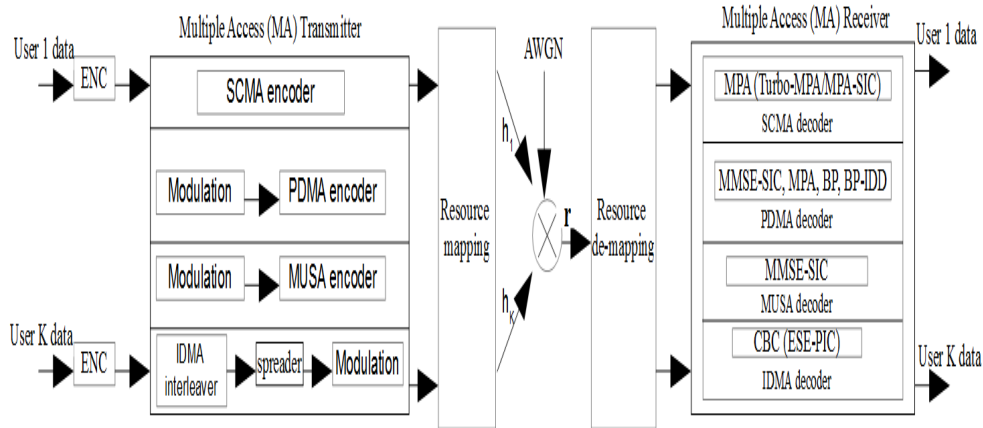 Multiple Access (MA) Transmitter
Multiple Access (MA) Receiver
User 1 data
ENC
SCMA encoder
AWGN
User 1 data
MPA (Turbo-MPA/MPA-SIC)
SCMA decoder
h1
Modulation
PDMA encoder
MMSE-SIC, MPA, BP, BP-IDD
PDMA decoder
Resource
mapping
r
Resource
de-mapping
Modulation
MUSA encoder
MMSE-SIC
MUSA decoder
hK
User K data
ENC
IDMA
interleaver
spreader
Modulation
CBC (ESE-PIC)
IDMA decoder
User K data